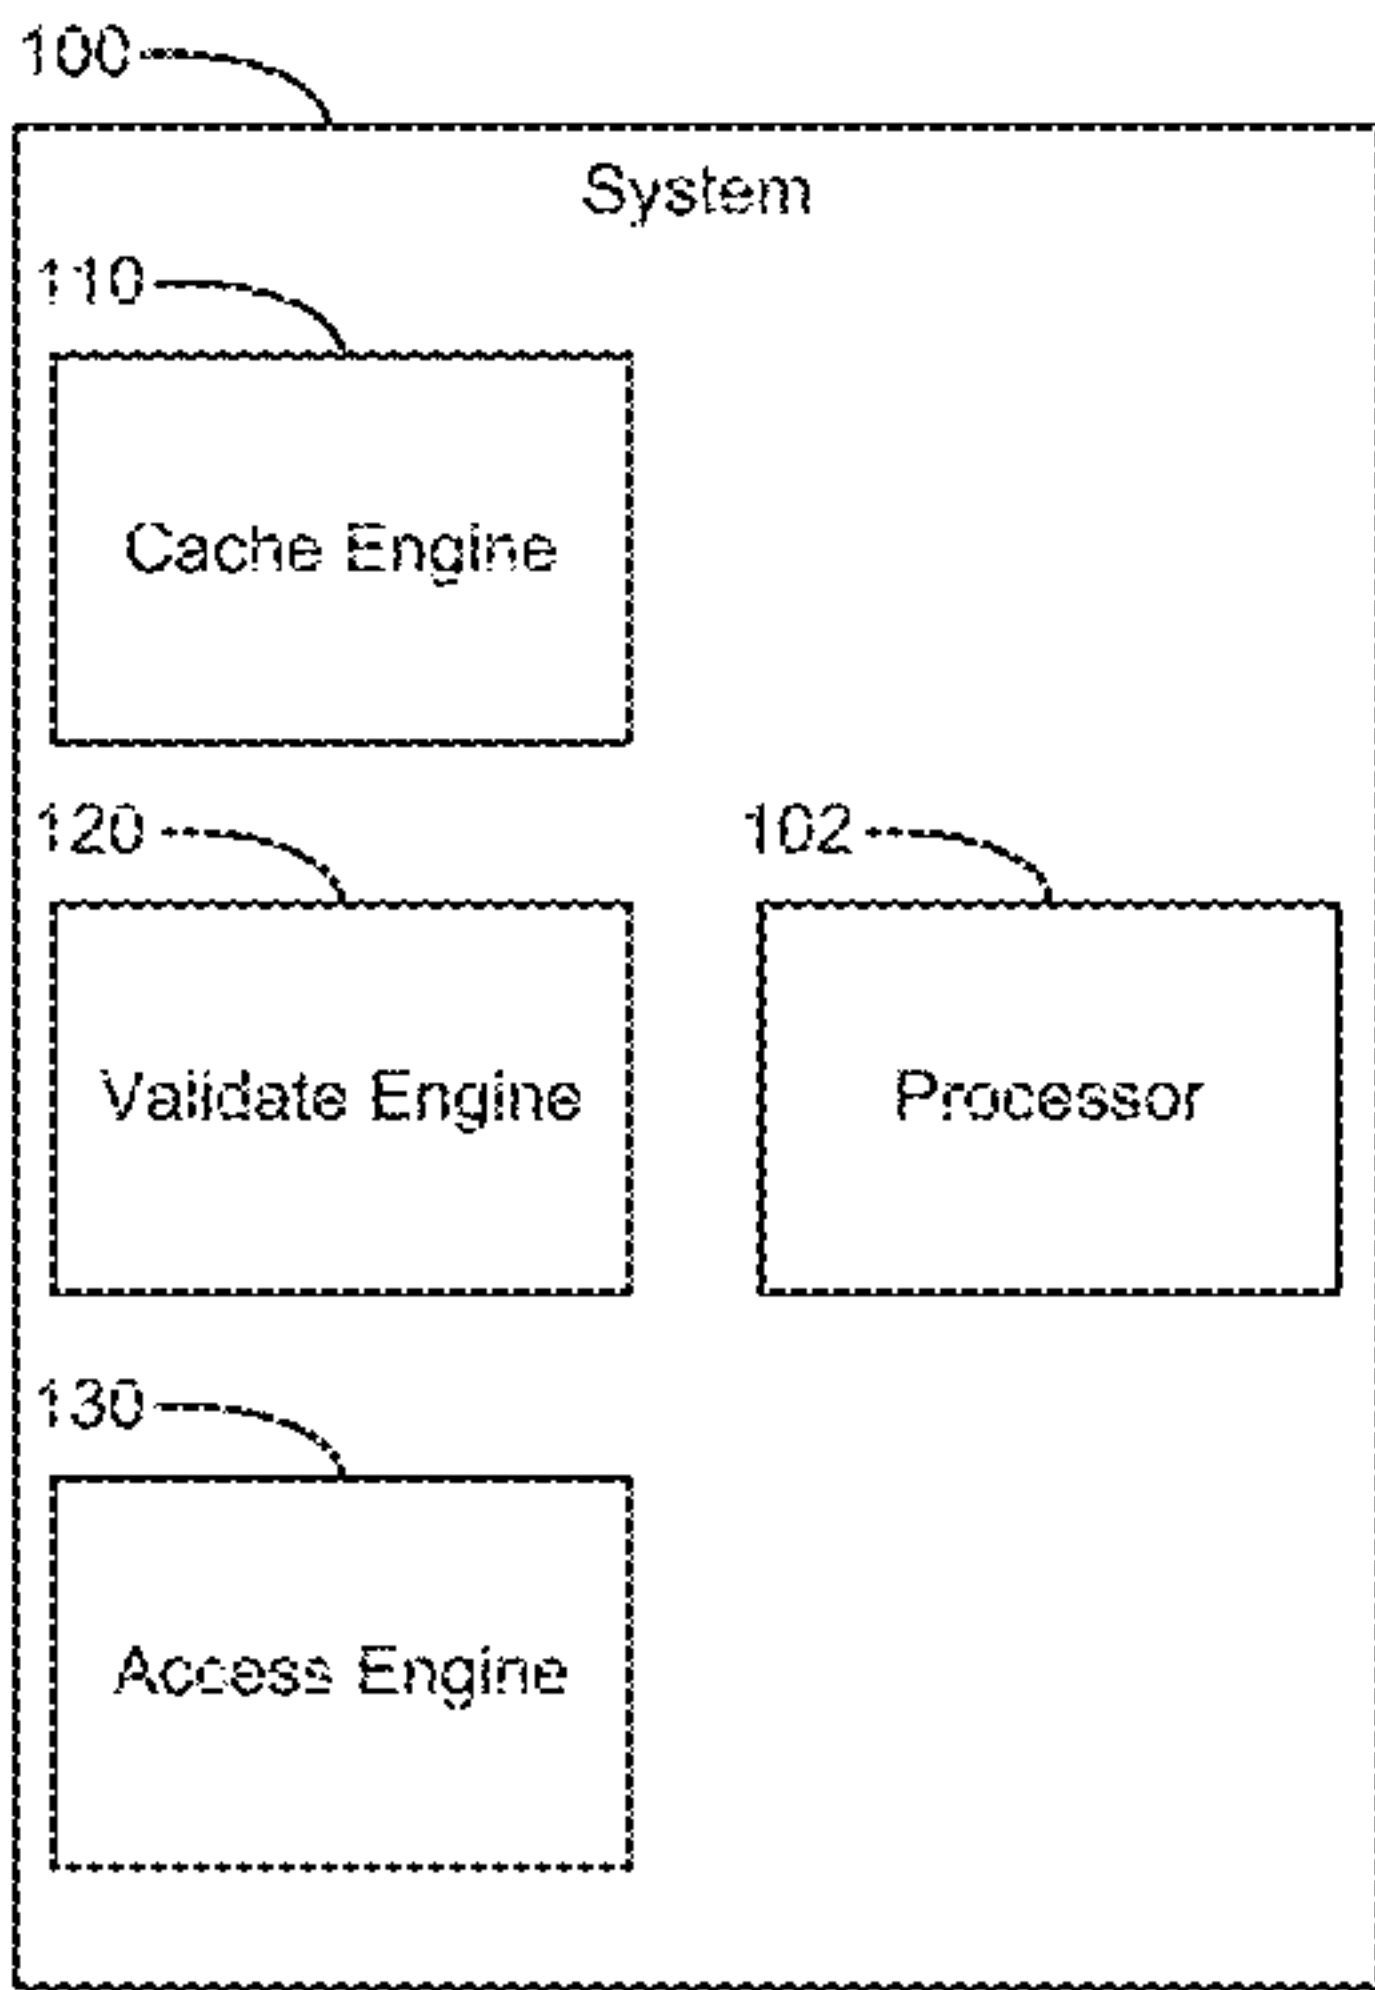 100
System
110
Cache Engine
120
102
Validate Engine
Processor
130
Access Engine